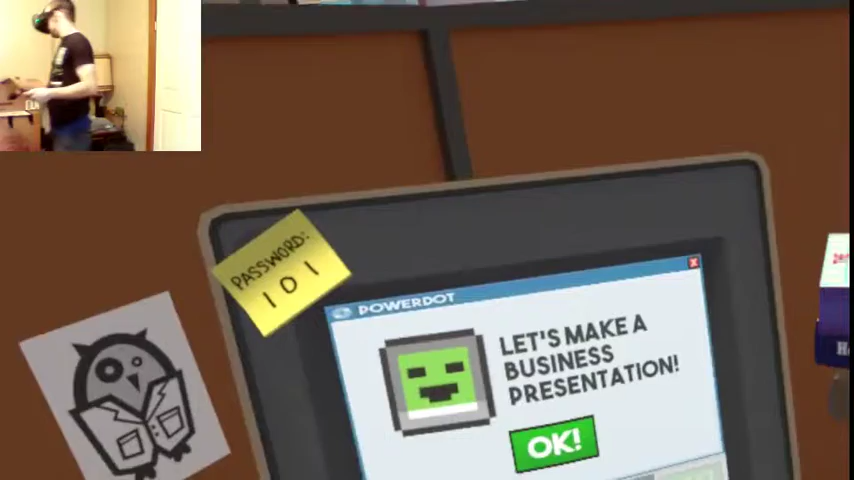 PASSWORD:
101
POWERDOT
LET'S MAKE A
BUSINESS
PRESENTATION!
OK!